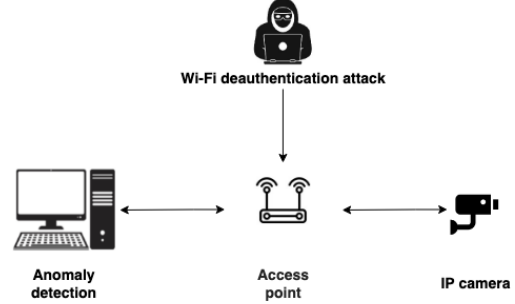 Wi-Fi deauthentication attack
Anomaly
detection
Access
point
IP camera